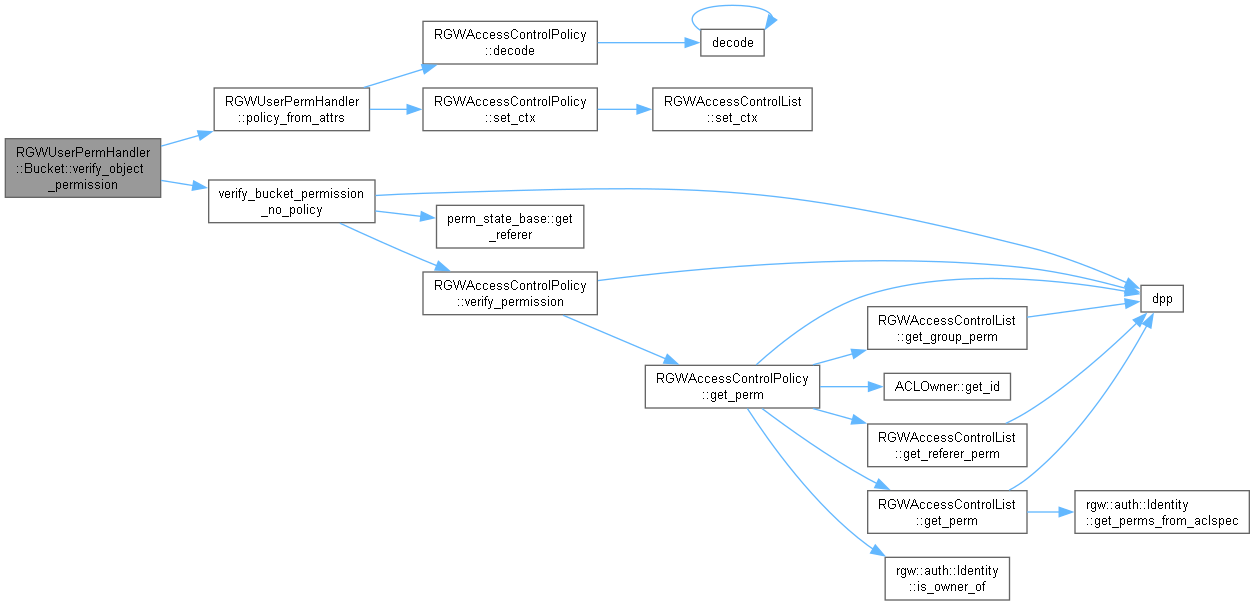 RGWUserPermHandler
::Bucket::verify_object
_permission
RGWUserPermHandler
::policy_from_attrs
RGWAccessControlPolicy
::decode
decode
RGWAccessControlPolicy
::set_ctx
RGWAccessControlList
::set_ctx
verify_bucket_permission
_no_policy
perm_state_base::get
_referer
RGWAccessControlPolicy
::verify_permission
dpp
RGWAccessControlPolicy
::get_perm
RGWAccessControlList
::get_group_perm
ACLOwner::get_id
RGWAccessControlList
::get_referer_perm
RGWAccessControlList
::get_perm
rgw::auth::Identity
::get_perms_from_aclspec
rgw::auth::Identity
::is_owner_of